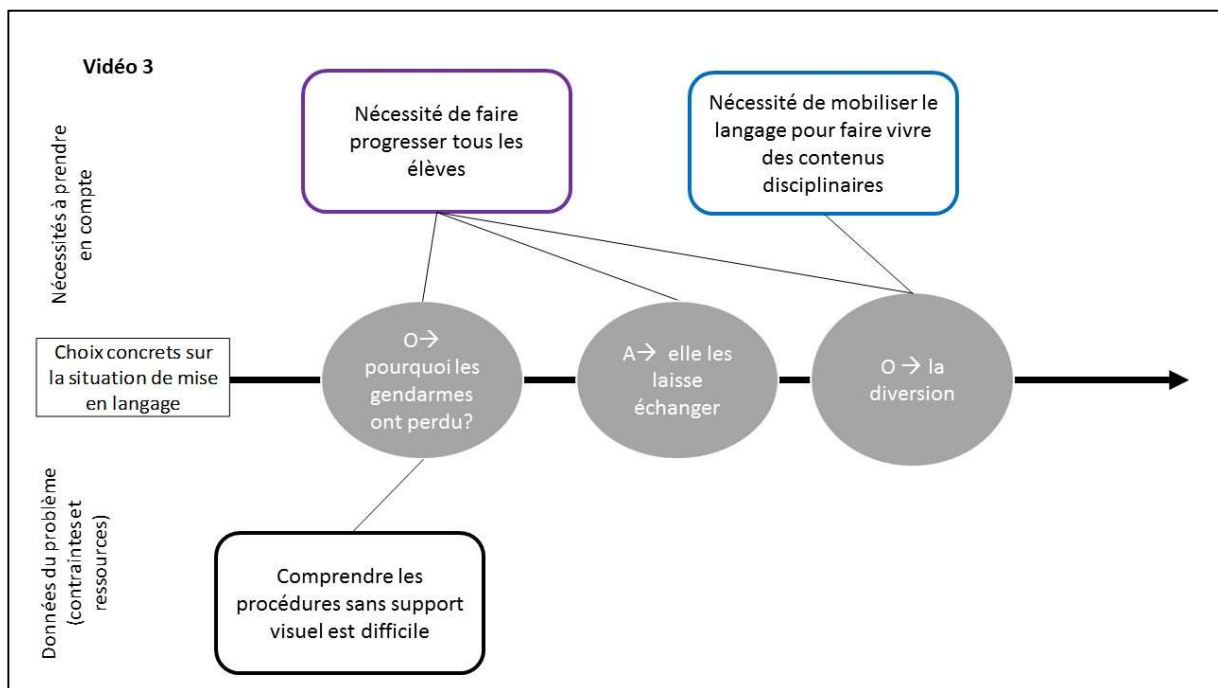 Vidéo 3
Nécessités à prendre
en compte
Nécessité de faire
progresser tous les
élèves
Nécessité de mobiliser le
langage pour faire vivre
des contenus
disciplinaires
Choix concrets sur
la situation de mise
en langage
O→
pourquoi les
gendarmes
ont perdu?
A→ elle les
laisse
échanger
O → la
diversion
Données du problème
(contrainteset
ressources)
Comprendre les
procédures sans support
visuel est difficile